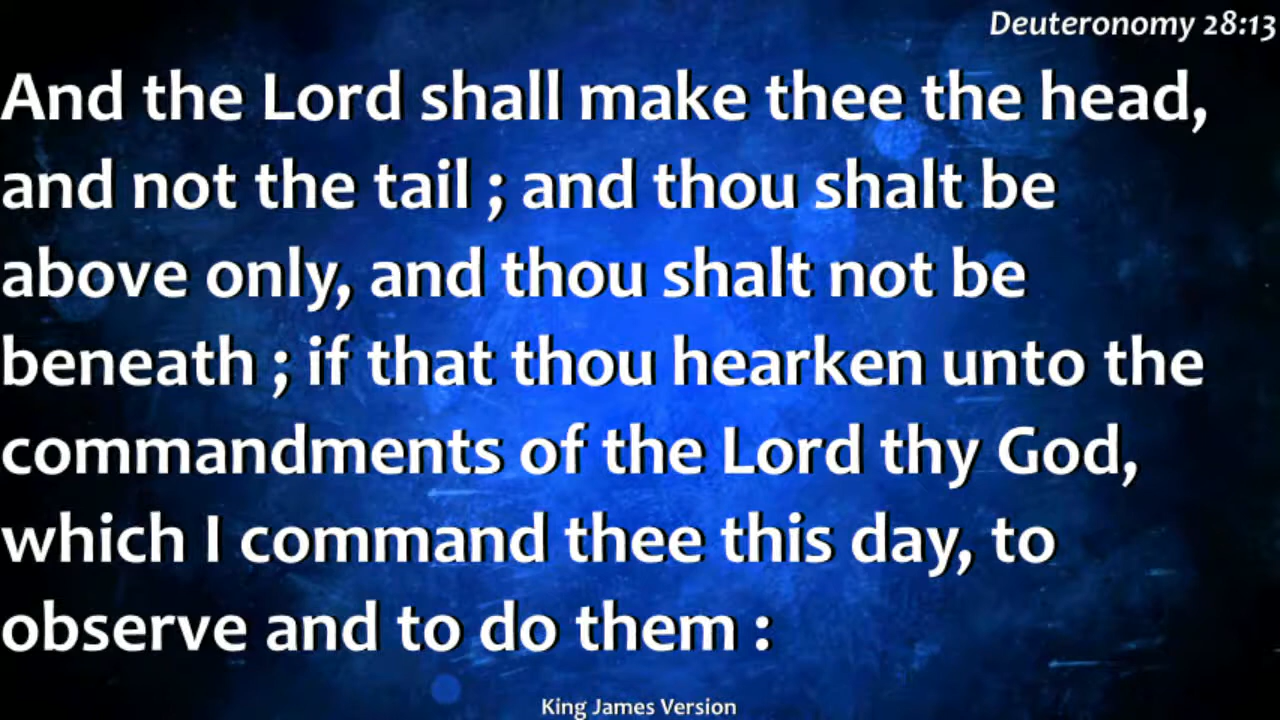 Deuteronomy 28:13
And the Lord shall make thee the head,
and not the tail ; and thou shalt be
above only, and thou shalt not be
beneath ; if that thou hearken unto the
commandments of the Lord thy God,
which I command thee this day, to
observe and to do them :
King James Version